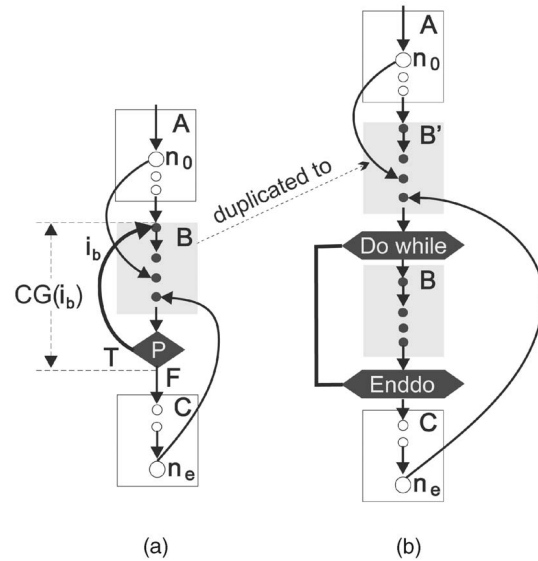 A
n0
B
ib
CG(ib)
P
T
F
C
ne
(a)
duplicated to
A
n0
B'
Do while
B
Enddo
C
ne
(b)